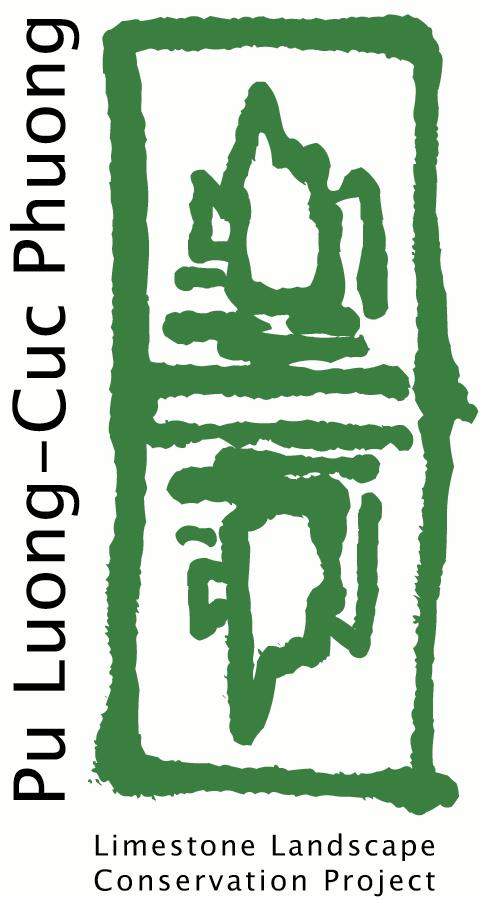 Pu Luong-Cuc Phuong
Limestone Landscape
Conservation Project